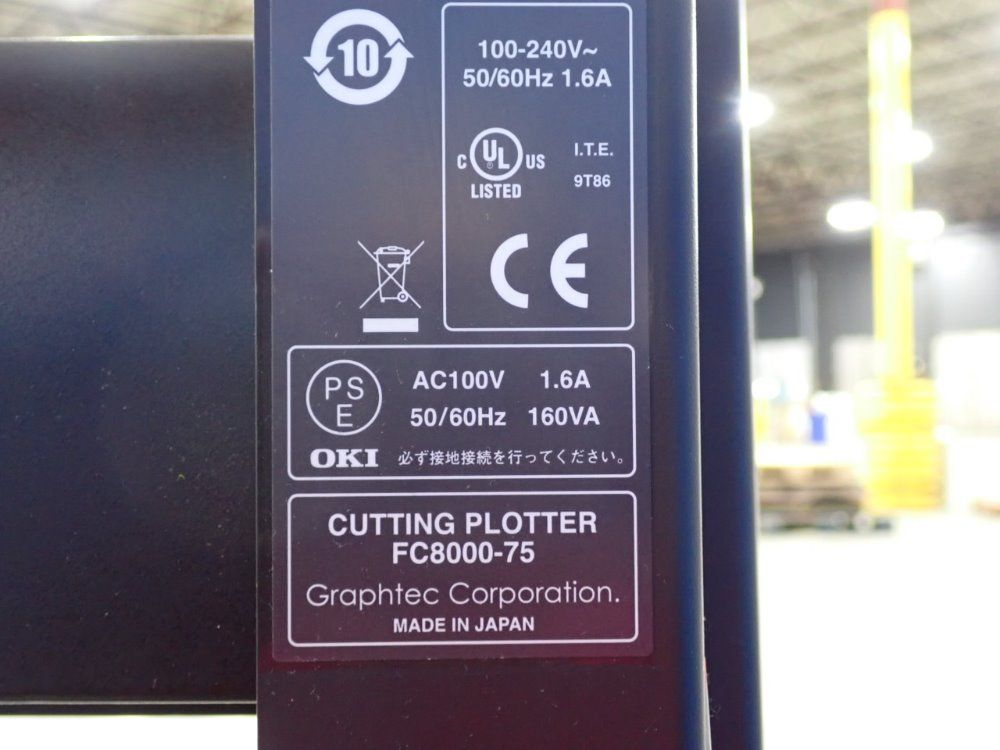 10
100-240V~
50/60Hz 1.6A
C UL US
LISTED
I.T.E.
9T86
CE
PS
E
AC100V 1.6A
50/60Hz 160VA
OKI 必ず接地接続を行ってください。
CUTTING PLOTTER
FC8000-75
Graphtec Corporation.
MADE IN JAPAN